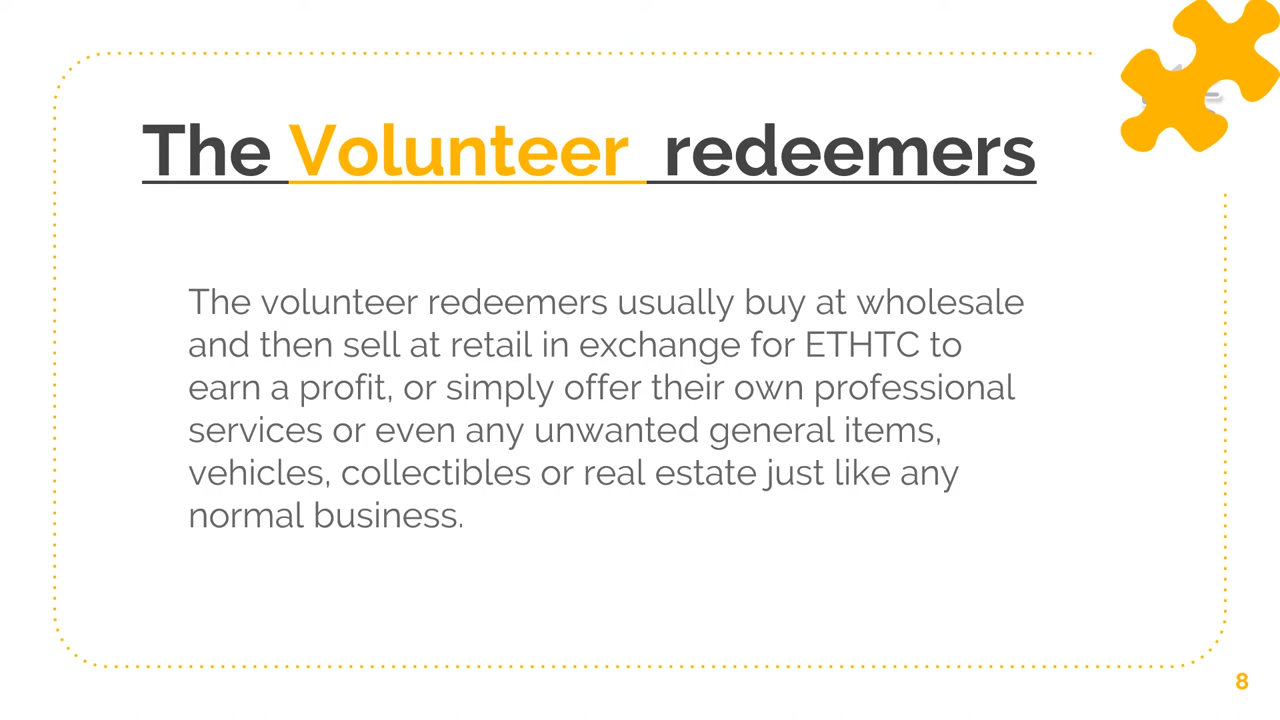 The Volunteer redeemers
The volunteer redeemers usually buy at wholesale
and then sell at retail in exchange for ETHTC to
earn a profit, or simply offer their own professional
services or even any unwanted general items,
vehicles, collectibles or real estate just like any
normal business.
8